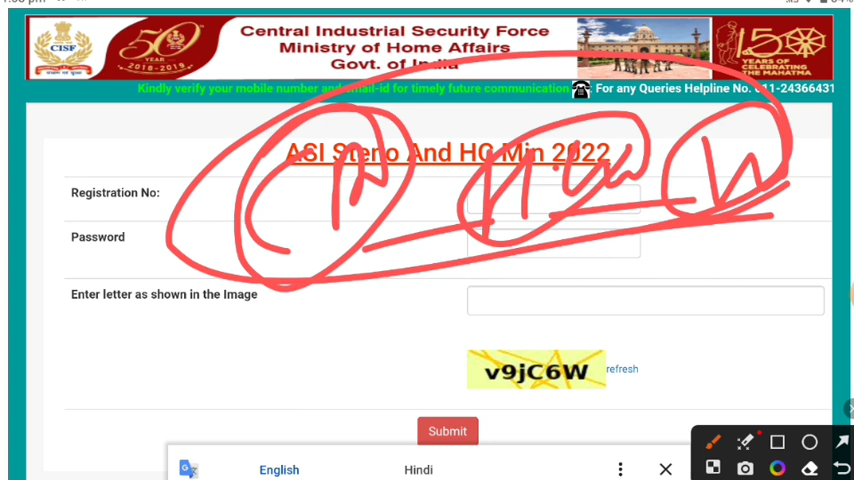 Central Industrial Security Force
Ministry of Home Affairs
Govt. of India
CISF
50
YEAR
2018-2019
150
YEARS OF
CELEBRATING
THE MAHATMA
Kindly verify your mobile number and email-id for timely future communication
For any Queries Helpline No. 011-24366431
ASI Steno And HC Min 2022
Registration No:
Password
Enter letter as shown in the Image
v9jC6W refresh
Submit
English Hindi